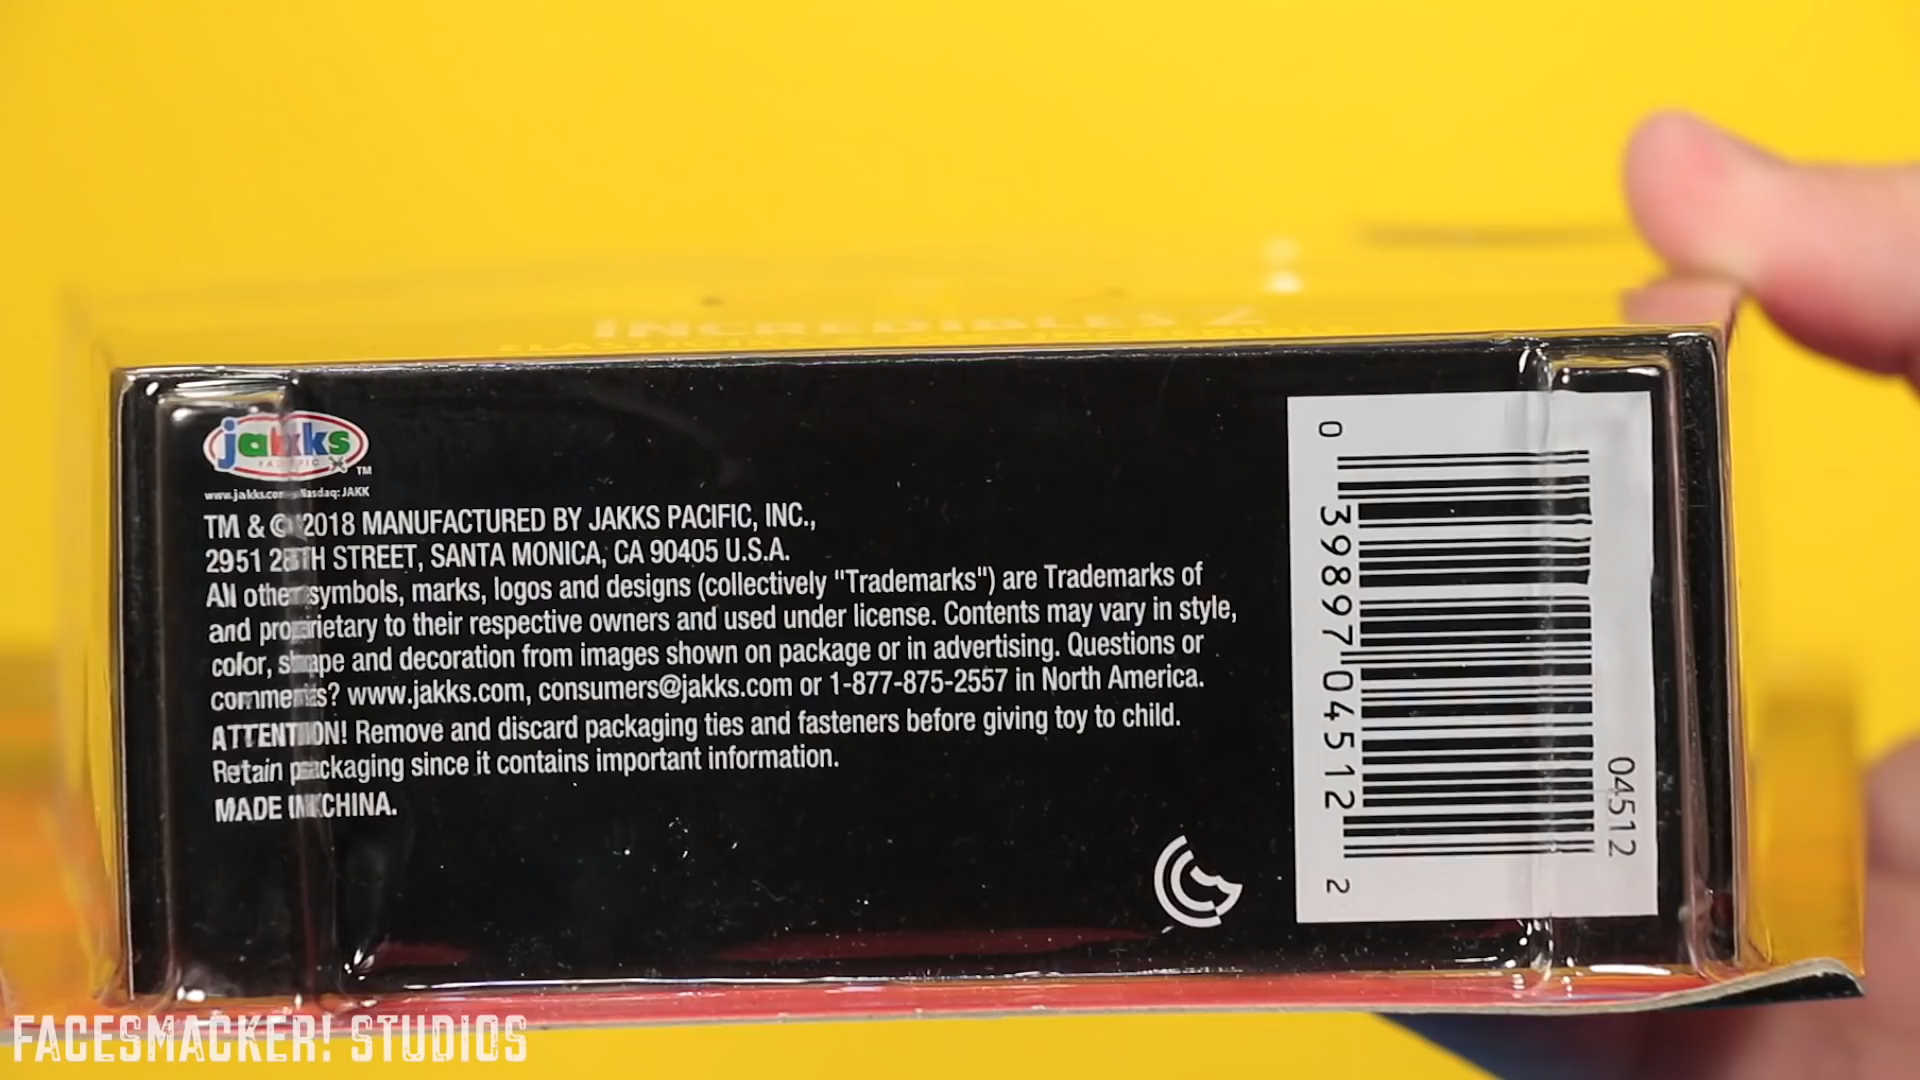 INCREDIBLES 2
jakks
PACIFIC
TM
www.jakks.com Nasdaq: JAKK
TM & © 2018 MANUFACTURED BY JAKKS PACIFIC, INC.,
2951 28TH STREET, SANTA MONICA, CA 90405 U.S.A.
All other symbols, marks, logos and designs (collectively "Trademarks") are Trademarks of
and proprietary to their respective owners and used under license. Contents may vary in style,
color, shape and decoration from images shown on package or in advertising. Questions or
comments? www.jakks.com, consumers@jakks.com or 1-877-875-2557 in North America.
ATTENTION! Remove and discard packaging ties and fasteners before giving toy to child.
Retain packaging since it contains important information.
MADE IN CHINA.
0 39897 04512 2
04512
FACESMACKER! STUDIOS